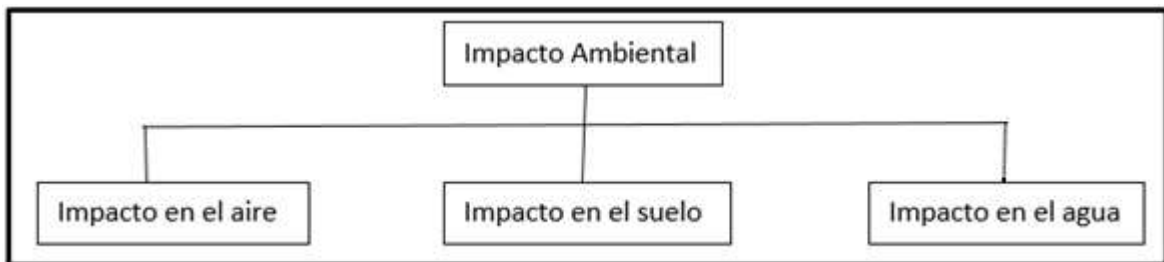 Impacto Ambiental
Impacto en el aire
Impacto en el suelo
Impacto en el agua